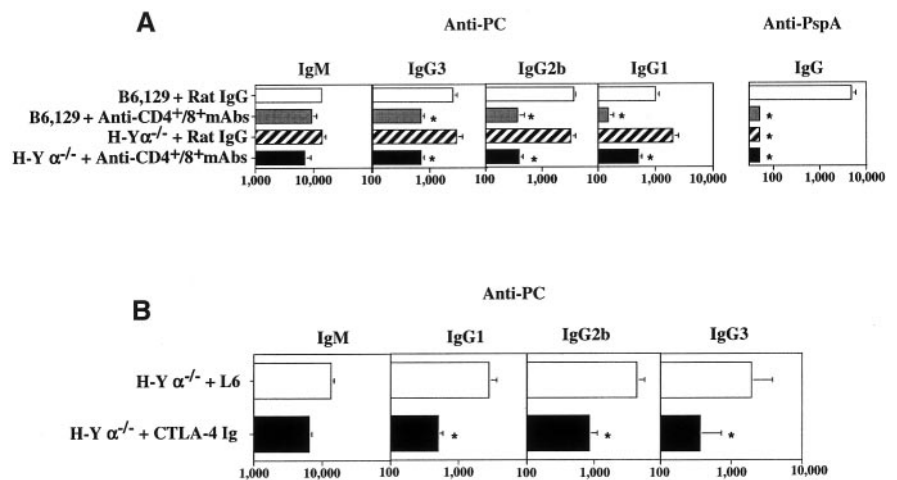 A
Anti-PC Anti-PspA
IgM IgG3 IgG2b IgG1 IgG
B6,129 + Rat IgG
B6,129 + Anti-CD4+/8+mAbs
* * * *
H-Yα-/- + Rat IgG
*
H-Y α-/- + Anti-CD4+/8+mAbs
* * * *
1,000 10,000 100 1,000 100 1,000 100 1,000 10,000 100 1,000 10,000
B
Anti-PC
IgM IgG1 IgG2b IgG3
H-Y α-/- + L6
H-Y α-/- + CTLA-4 Ig
* * *
1,000 10,000 100 1,000 100 1,000 100 1,000 10,000